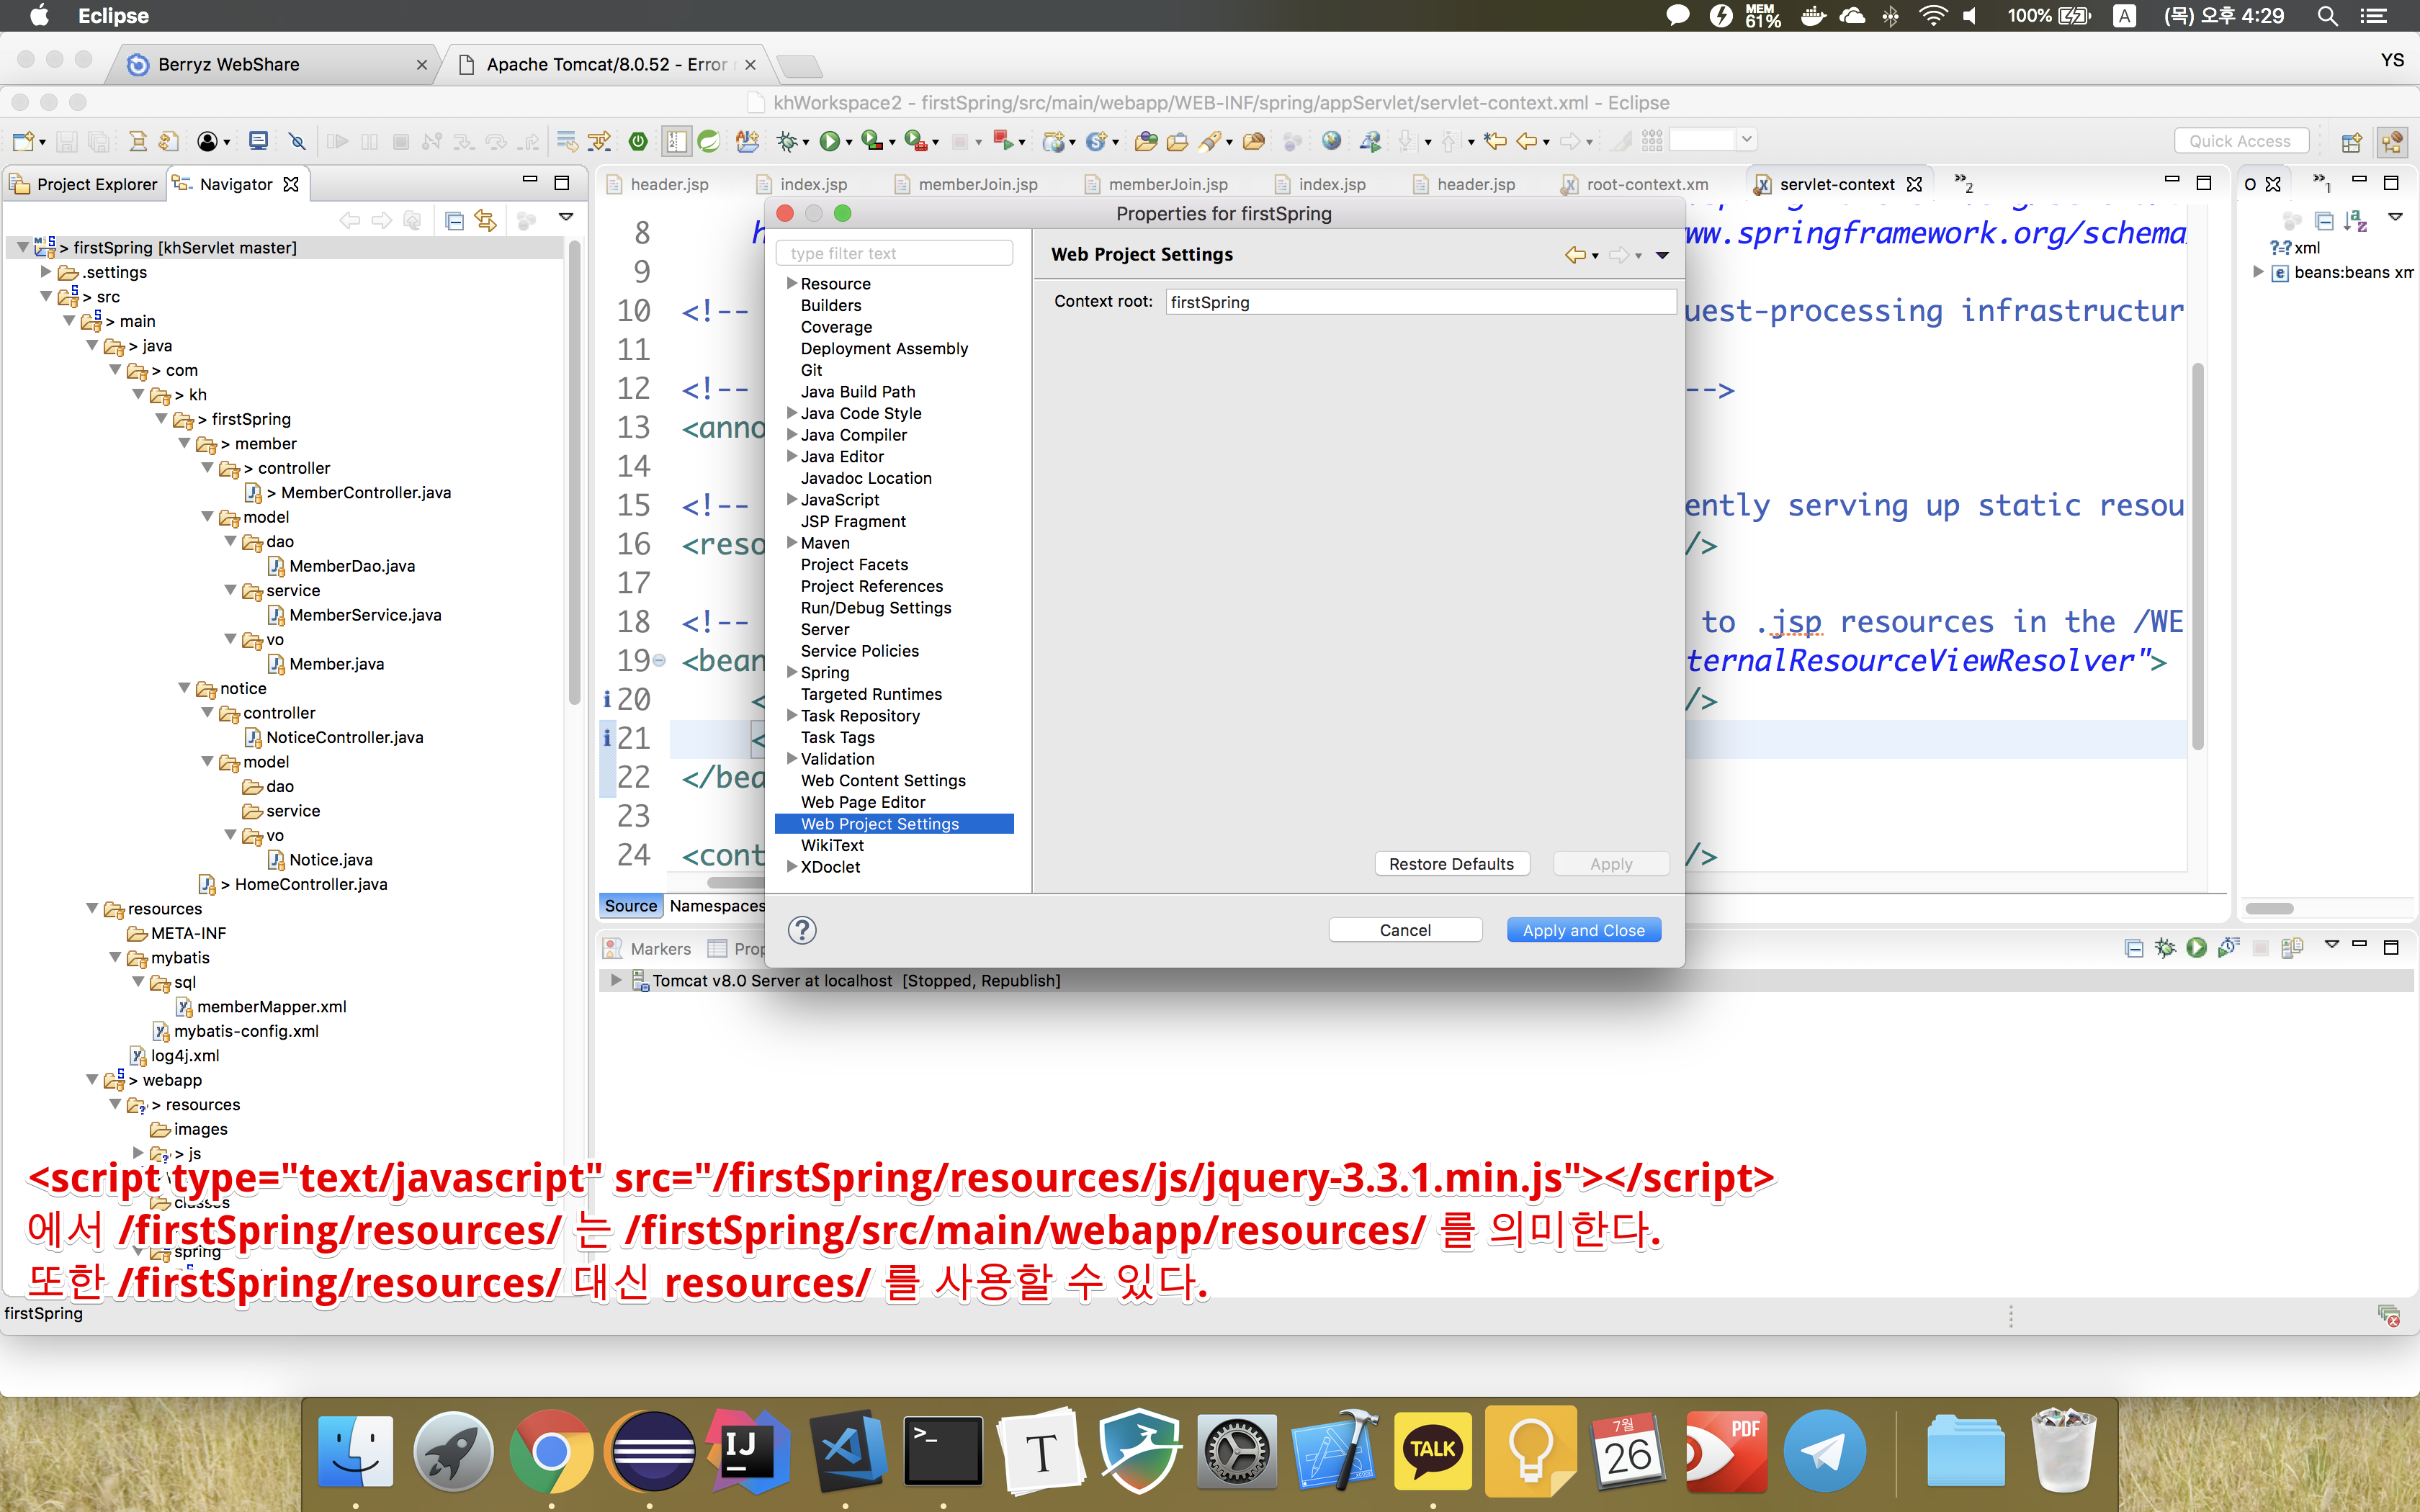 Eclipse
MEM
61%
100%
A
(목) 오후 4:29
Berryz WebShare
Apache Tomcat/8.0.52 - Error
YS
khWorkspace2 - firstSpring/src/main/webapp/WEB-INF/spring/appServlet/servlet-context.xml - Eclipse
Quick Access
Project Explorer
Navigator
header.jsp
index.jsp
memberJoin.jsp
memberJoin.jsp
index.jsp
header.jsp
root-context.xm
servlet-context
»2
O
»1
> firstSpring [khServlet master]
.settings
> src
> main
> java
> com
> kh
> firstSpring
> member
> controller
> MemberController.java
model
dao
MemberDao.java
service
MemberService.java
vo
Member.java
notice
controller
NoticeController.java
model
dao
service
vo
Notice.java
> HomeController.java
resources
META-INF
mybatis
sql
memberMapper.xml
mybatis-config.xml
log4j.xml
> webapp
> resources
images
> js
classes
spring
Properties for firstSpring
type filter text
Resource
Builders
Coverage
Deployment Assembly
Git
Java Build Path
Java Code Style
Java Compiler
Java Editor
Javadoc Location
JavaScript
JSP Fragment
Maven
Project Facets
Project References
Run/Debug Settings
Server
Service Policies
Spring
Targeted Runtimes
Task Repository
Task Tags
Validation
Web Content Settings
Web Page Editor
Web Project Settings
WikiText
XDoclet
Web Project Settings
Context root: firstSpring
Restore Defaults
Apply
Cancel
Apply and Close
8 h ww.springframework.org/schema
9
10 <!-- uest-processing infrastructur
11
12 <!-- -->
13 <anno
14
15 <!-- ently serving up static resou
16 <reso />
17
18 <!-- to .jsp resources in the /WE
19 <bean ternalResourceViewResolver">
20 < />
21 <
22 </bea
23
24 <cont />
Source
Namespaces
?=? xml
e beans:beans xm
Markers
Prop
Tomcat v8.0 Server at localhost [Stopped, Republish]
<script type="text/javascript" src="/firstSpring/resources/js/jquery-3.3.1.min.js"></script>
에서 /firstSpring/resources/ 는 /firstSpring/src/main/webapp/resources/ 를 의미한다.
또한 /firstSpring/resources/ 대신 resources/ 를 사용할 수 있다.
firstSpring
IJ
>_
T
TALK
7월
26
PDF